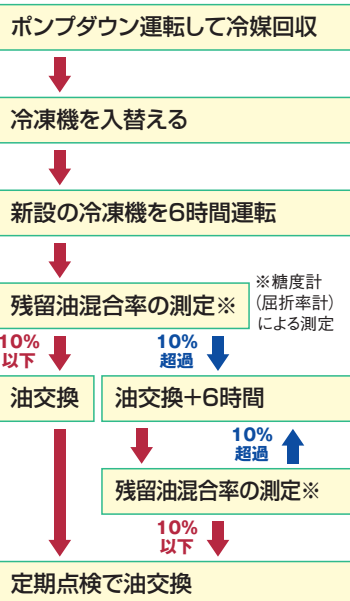 ポンプダウン運転して冷媒回収
冷凍機を入替える
新設の冷凍機を6時間運転
残留油混合率の測定※
※糖度計
(屈折率計)
による測定
10%
以下
10%
超過
油交換
油交換+6時間
10%
超過
残留油混合率の測定※
10%
以下
定期点検で油交換